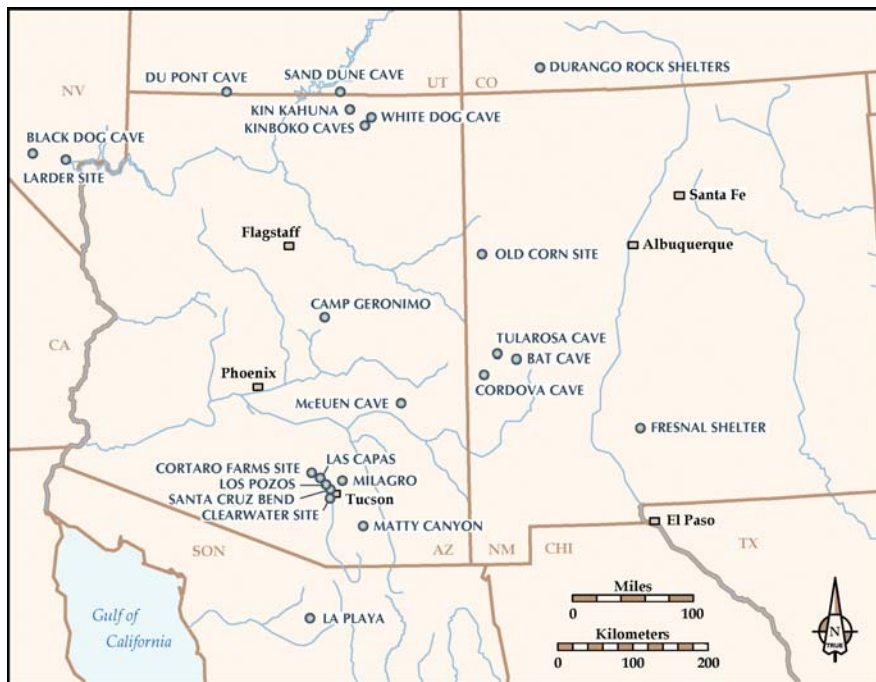 DURANGO ROCK SHELTERS
SAND DUNE CAVE
DU PONT CAVE
UT
CO
NV
KIN KAHUNA
WHITE DOG CAVE
KINBOKO CAVES
BLACK DOG CAVE
LARDER SITE
Santa Fe
Flagstaff
Albuquerque
OLD CORN SITE
CAMP GERONIMO
CA
TULAROSA CAVE
BAT CAVE
Phoenix
CORDOVA CAVE
McEUEN CAVE
FRESNAL SHELTER
LAS CAPAS
CORTARO FARMS SITE
LOS POZOS
MILAGRO
SANTA CRUZ BEND
Tucson
CLEARWATER SITE
MATTY CANYON
El Paso
SON
AZ
NM
CHI
TX
Miles
0
100
Gulf of
California
LA PLAYA
Kilometers
0
100
200
N
TRUE